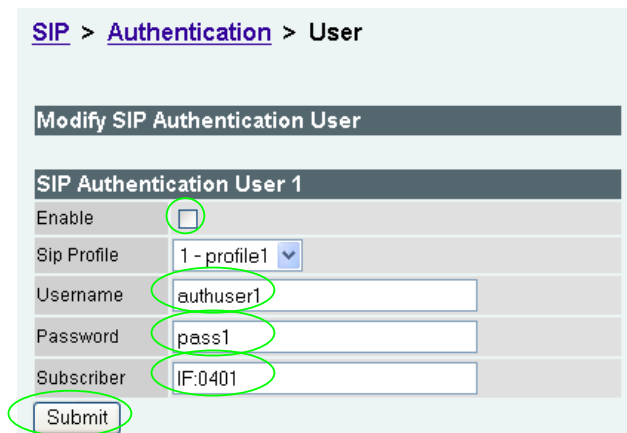 SIP > Authentication > User
Modify SIP Authentication User
SIP Authentication User 1
Enable
Sip Profile 1 - profile1
Username authuser1
Password pass1
Subscriber IF:0401
Submit